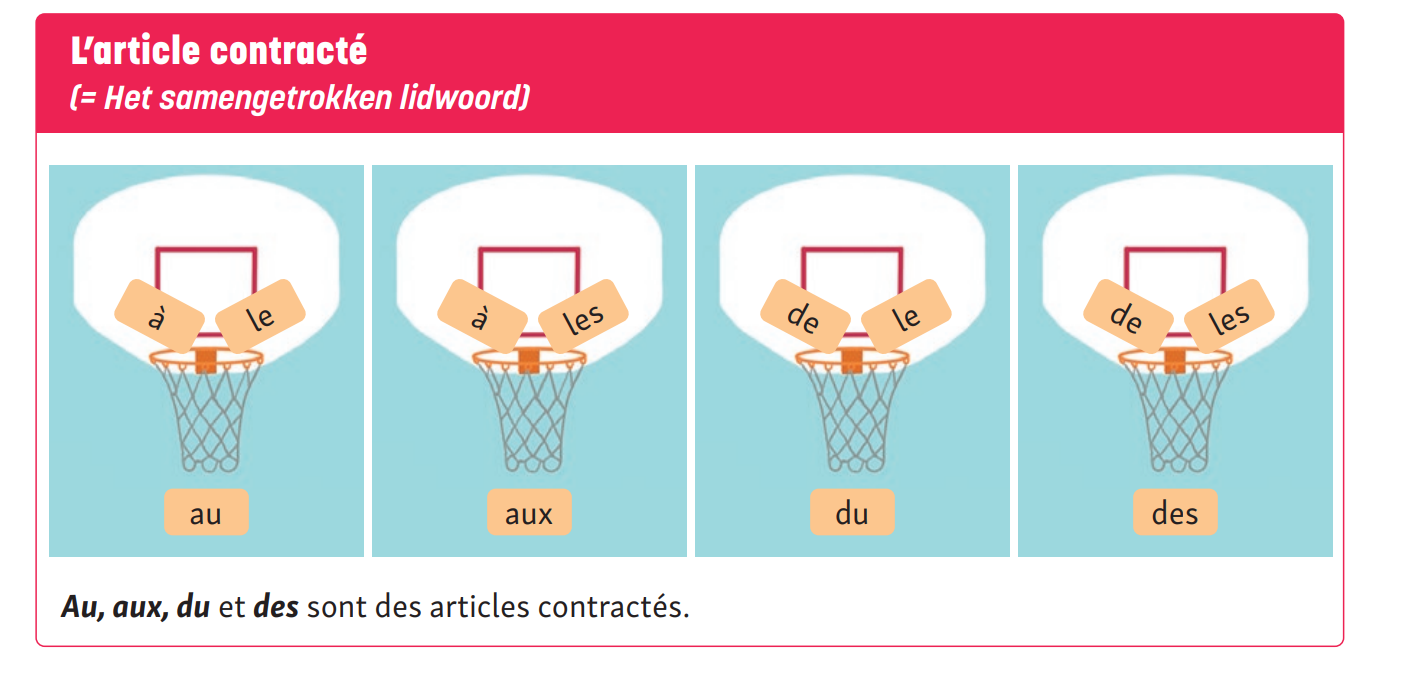 L'article contracté
(= Het samengetrokken lidwoord)
à le
au
à les
aux
de le
du
de les
des
Au, aux, du et des sont des articles contractés.